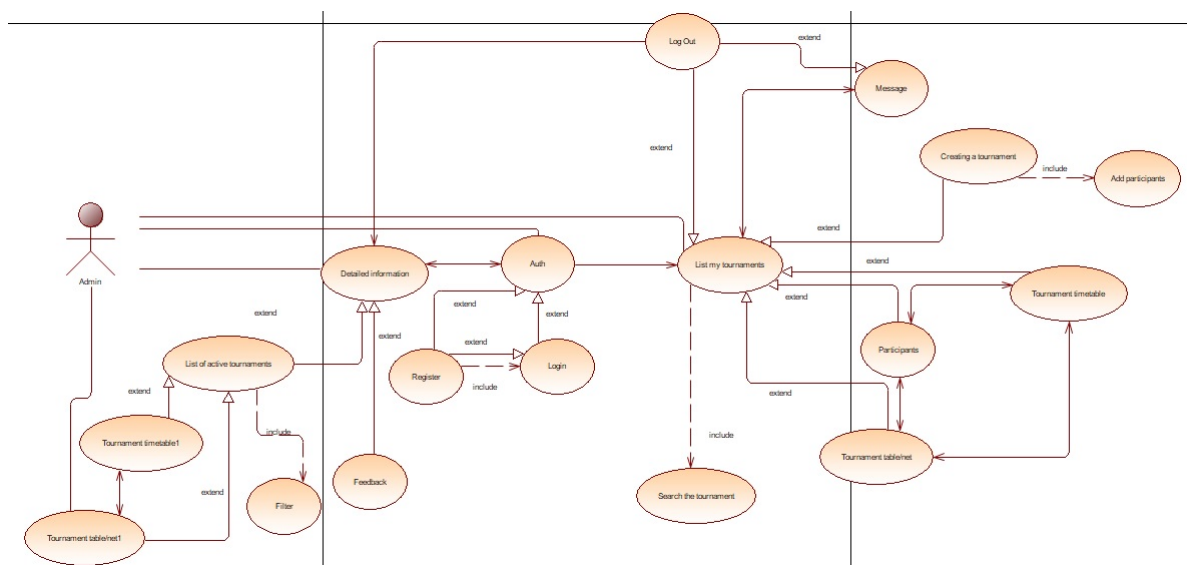 Log Out
extend
Message
extend
Creating a tournament
include
Add participants
Admin
extend
Detailed information
Auth
List my tournaments
extend
Tournament timetable
extend
extend
extend
extend
extend
List of active tournaments
extend
Participants
Register
Login
include
extend
extend
Tournament timetable1
include
include
Tournament table/net
Feedback
extend
Filter
Search the tournament
Tournament table/net1